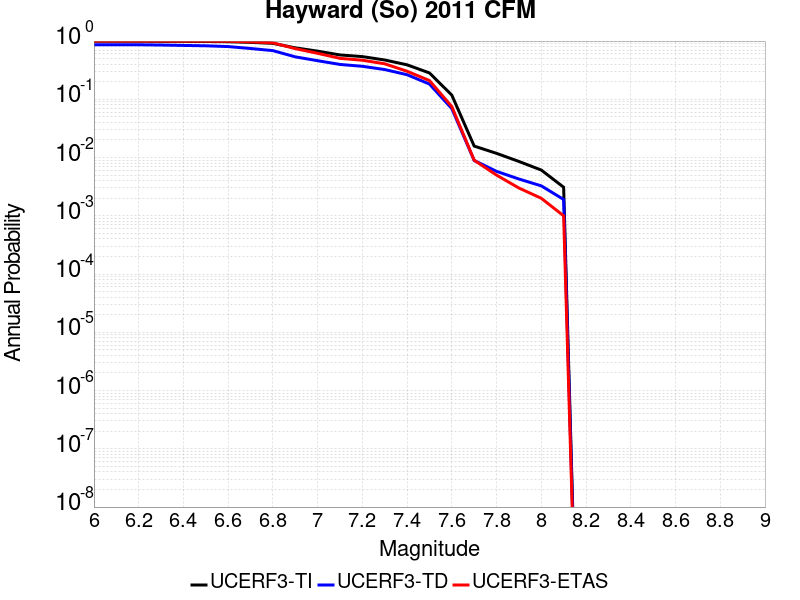 Hayward (So) 2011 CFM
10^0
10^-1
10^-2
10^-3
10^-4
10^-5
10^-6
10^-7
10^-8
Annual Probability
6 6.2 6.4 6.6 6.8 7 7.2 7.4 7.6 7.8 8 8.2 8.4 8.6 8.8 9
Magnitude
UCERF3-TI UCERF3-TD UCERF3-ETAS